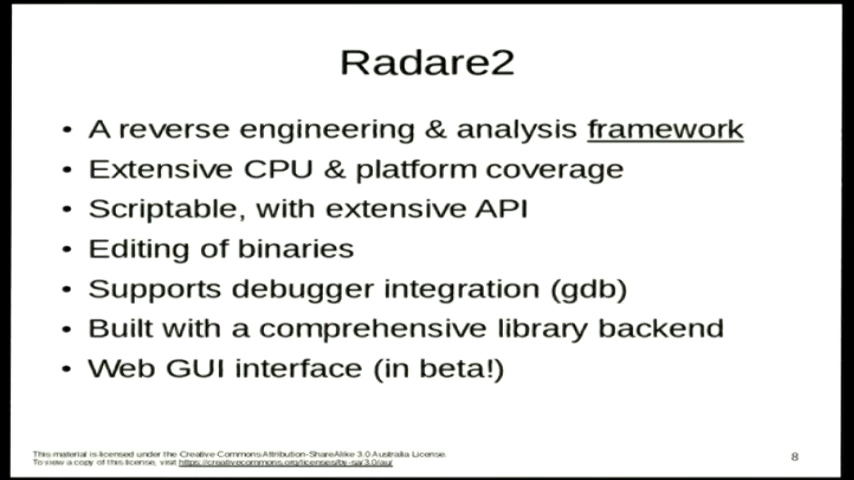 Radare2
• A reverse engineering & analysis framework
• Extensive CPU & platform coverage
• Scriptable, with extensive API
• Editing of binaries
• Supports debugger integration (gdb)
• Built with a comprehensive library backend
• Web GUI interface (in beta!)
This material is licensed under the Creative Commons Attribution-ShareAlike 3.0 Australia License.
To view a copy of this license, visit https://creativecommons.org/licenses/by-sa/3.0/au/
8